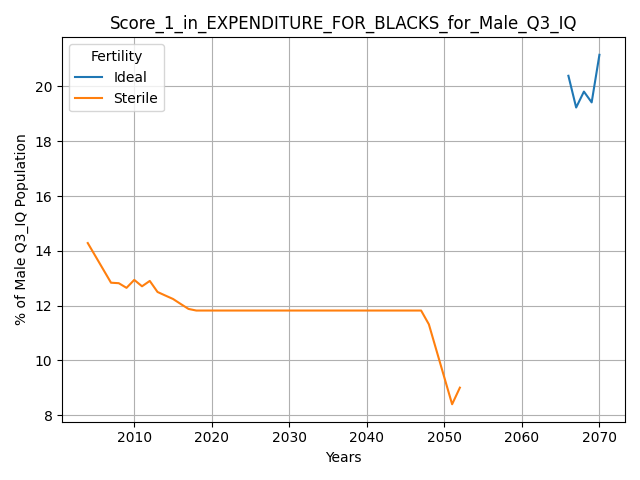 Score_1_in_EXPENDITURE_FOR_BLACKS_for_Male_Q3_IQ
Fertility
Ideal
Sterile
20
18
16
14
12
10
8
% of Male Q3_IQ Population
2010 2020 2030 2040 2050 2060 2070
Years